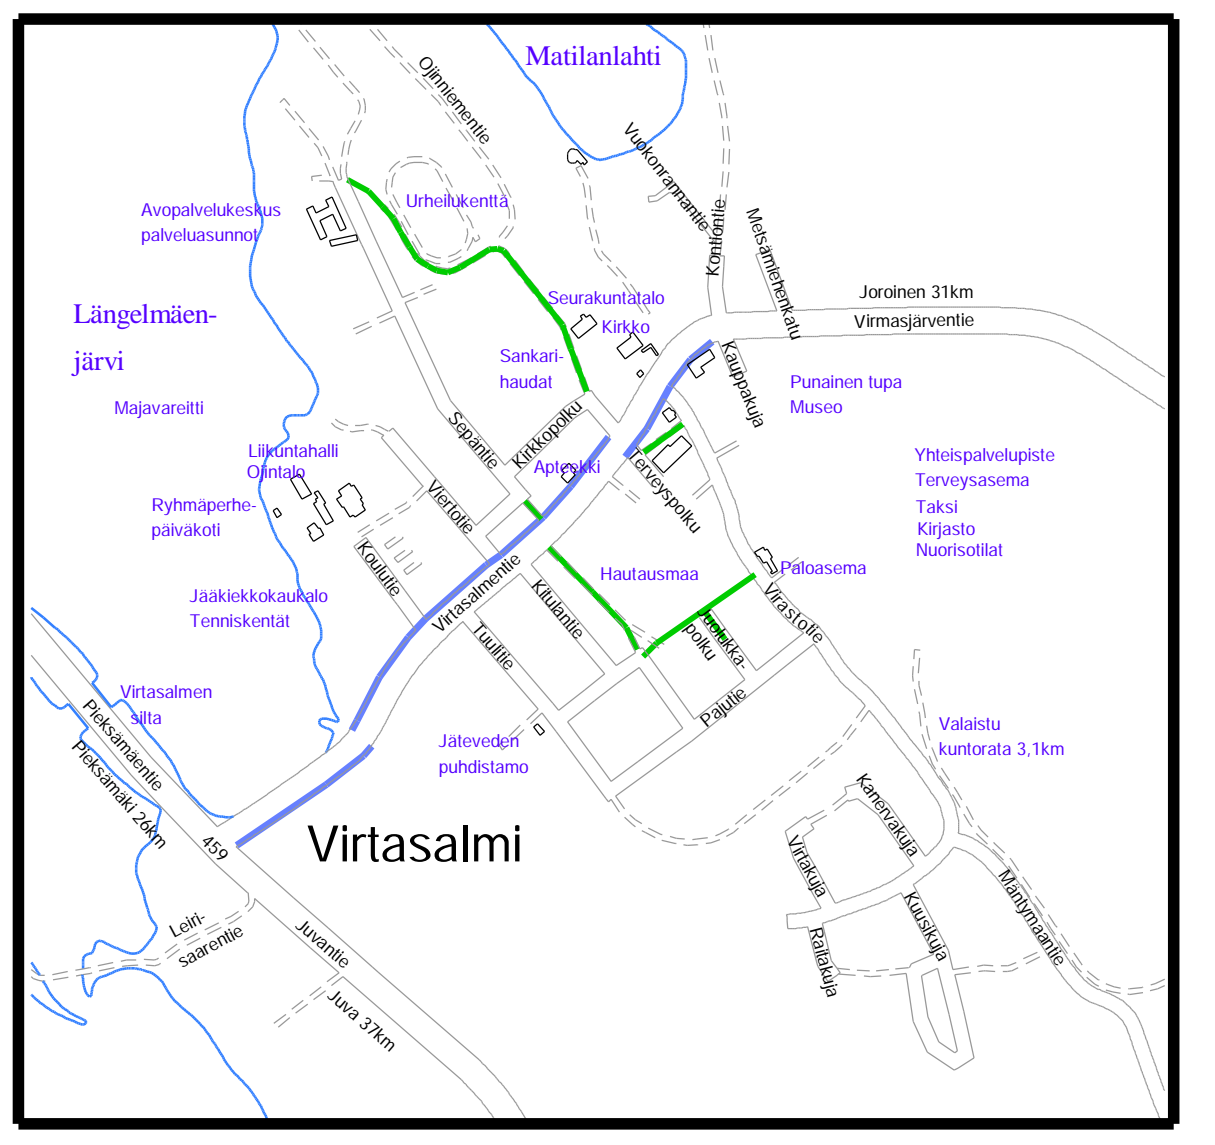 Matilanlahti
Ojinniementie
Vuokonrannantie
Kontiontie
Metsämiehenkatu
Urheilukenttä
Avopalvelukeskus
palveluasunnot
Joroinen 31km
Virmasjärventie
Seurakuntatalo
Kirkko
Längelmäen-
järvi
Sankari-
haudat
Kauppakuja
Punainen tupa
Museo
Majavareitti
Sepäntie
Kirkkopolku
Liikuntahalli
Ojintalo
Apteekki
Terveyspolku
Yhteispalvelupiste
Terveysasema
Taksi
Kirjasto
Nuorisotilat
Ryhmäperhe-
päiväkoti
Viertotie
Koulutie
Virtasalmentie
Kitulantie
Hautausmaa
Paloasema
Virastotie
Jääkiekkokaukalo
Tenniskentät
Tuulitie
Juolukka-
polku
Pajutie
Virtasalmen
silta
Pieksämäentie
Pieksämäki 26km
459
Jäteveden
puhdistamo
Valaistu
kuntorata 3,1km
Virtasalmi
Kanervakuja
Virtakuja
Kuusikuja
Raitakuja
Mäntymaantie
Leiri-
saarentie
Juvantie
Juva 37km